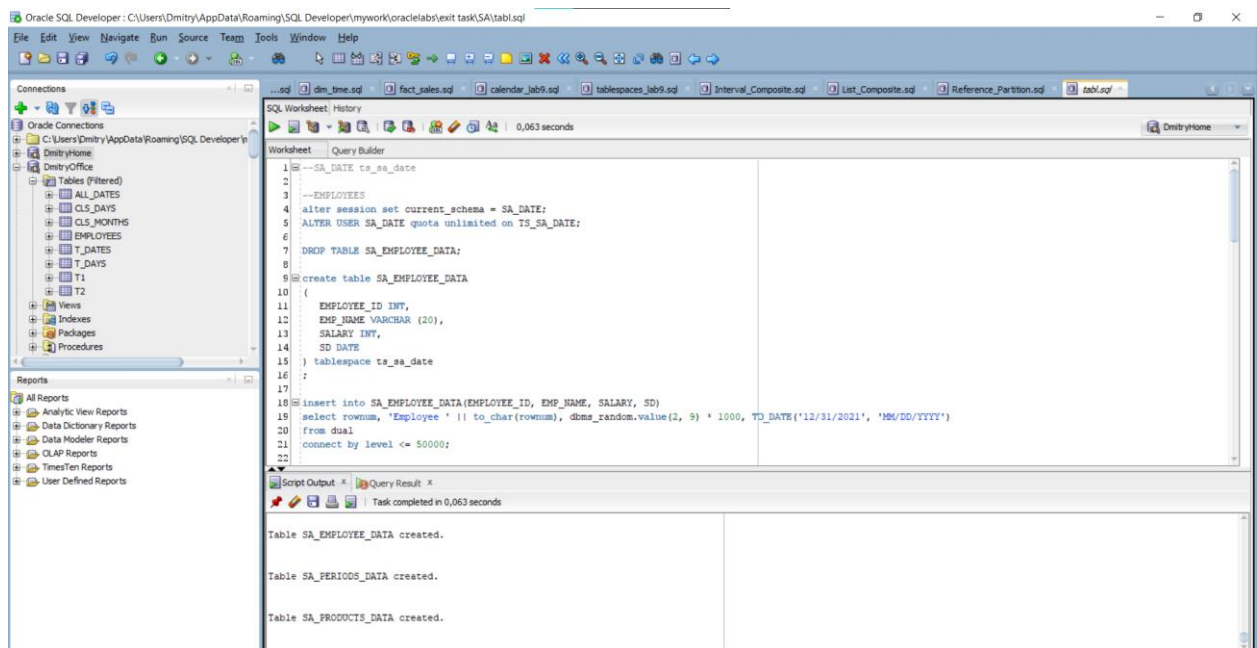 Oracle SQL Developer : C:\Users\Dmitry\AppData\Roaming\SQL Developer\mywork\oraclelabs\exit task\SA\tabl.sql
File Edit View Navigate Run Source Team Tools Window Help
Connections
...sql dim_time.sql fact_sales.sql calendar_lab9.sql tablespaces_lab9.sql Interval_Composite.sql List_Composite.sql Reference_Partition.sql tabl.sql
SQL Worksheet History
0,063 seconds
DmitryHome
Worksheet Query Builder
Oracle Connections
C:\Users\Dmitry\AppData\Roaming\SQL Developer\
DmitryHome
DmitryOffice
Tables (Filtered)
ALL_DATES
CLS_DAYS
CLS_MONTHS
EMPLOYEES
T_DATES
T_DAYS
T1
T2
Views
Indexes
Packages
Procedures
Reports
All Reports
Analytic View Reports
Data Dictionary Reports
Data Modeler Reports
OLAP Reports
TimesTen Reports
User Defined Reports
1 --SA_DATE ts_sa_date
2
3 --EMPLOYEES
4 alter session set current_schema = SA_DATE;
5 ALTER USER SA_DATE quota unlimited on TS_SA_DATE;
6
7 DROP TABLE SA_EMPLOYEE_DATA;
8
9 create table SA_EMPLOYEE_DATA
10 (
11 EMPLOYEE_ID INT,
12 EMP_NAME VARCHAR (20),
13 SALARY INT,
14 SD DATE
15 ) tablespace ts_sa_date
16 ;
17
18 insert into SA_EMPLOYEE_DATA(EMPLOYEE_ID, EMP_NAME, SALARY, SD)
19 select rownum, 'Employee ' || to_char(rownum), dbms_random.value(2, 9) * 1000, TO_DATE('12/31/2021', 'MM/DD/YYYY')
20 from dual
21 connect by level <= 50000;
22
Script Output Query Result
Task completed in 0,063 seconds
Table SA_EMPLOYEE_DATA created.
Table SA_PERIODS_DATA created.
Table SA_PRODUCTS_DATA created.